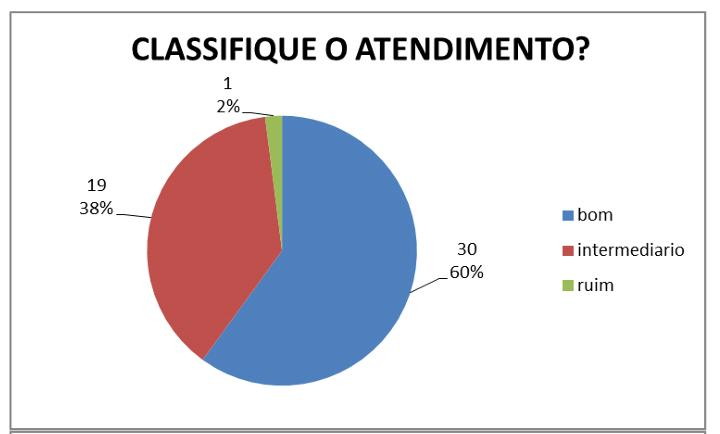 CLASSIFIQUE O ATENDIMENTO?
1
2%
19
38%
30
60%
bom
intermediario
ruim